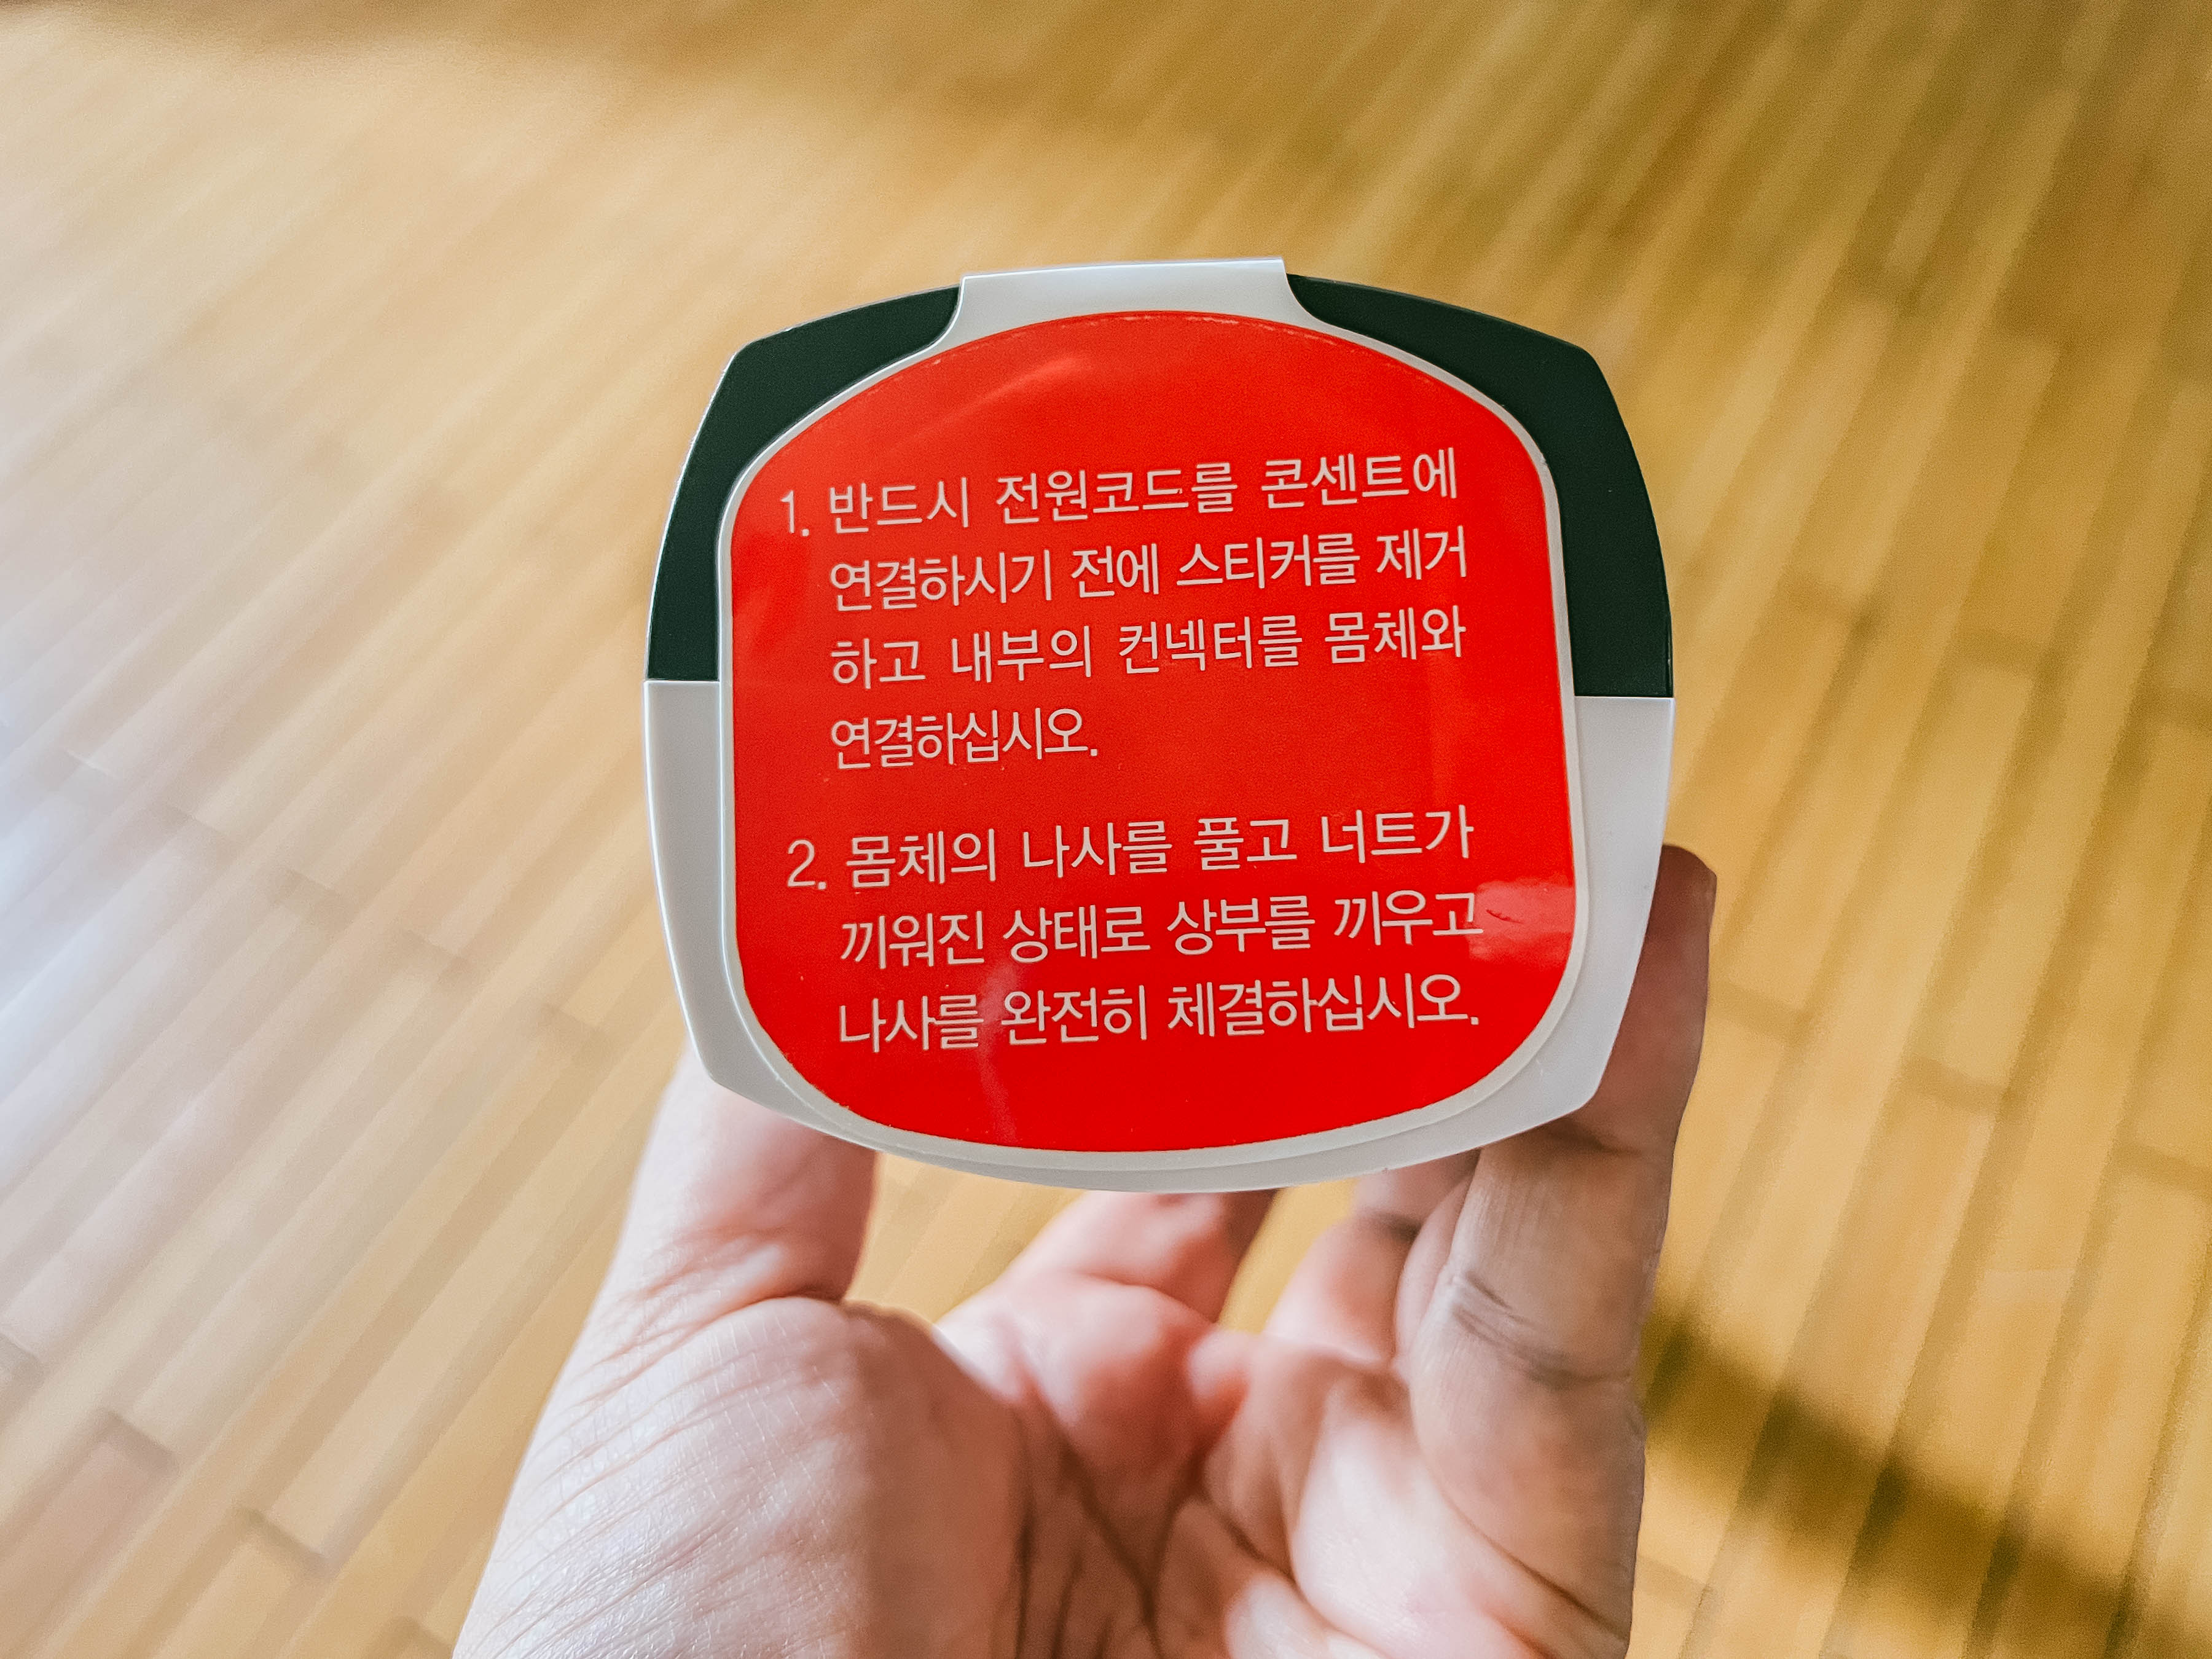 1. 반드시 전원코드를 콘센트에
연결하시기 전에 스티커를 제거
하고 내부의 컨넥터를 몸체와
연결하십시오.
2. 몸체의 나사를 풀고 너트가
끼워진 상태로 상부를 끼우고
나사를 완전히 체결하십시오.